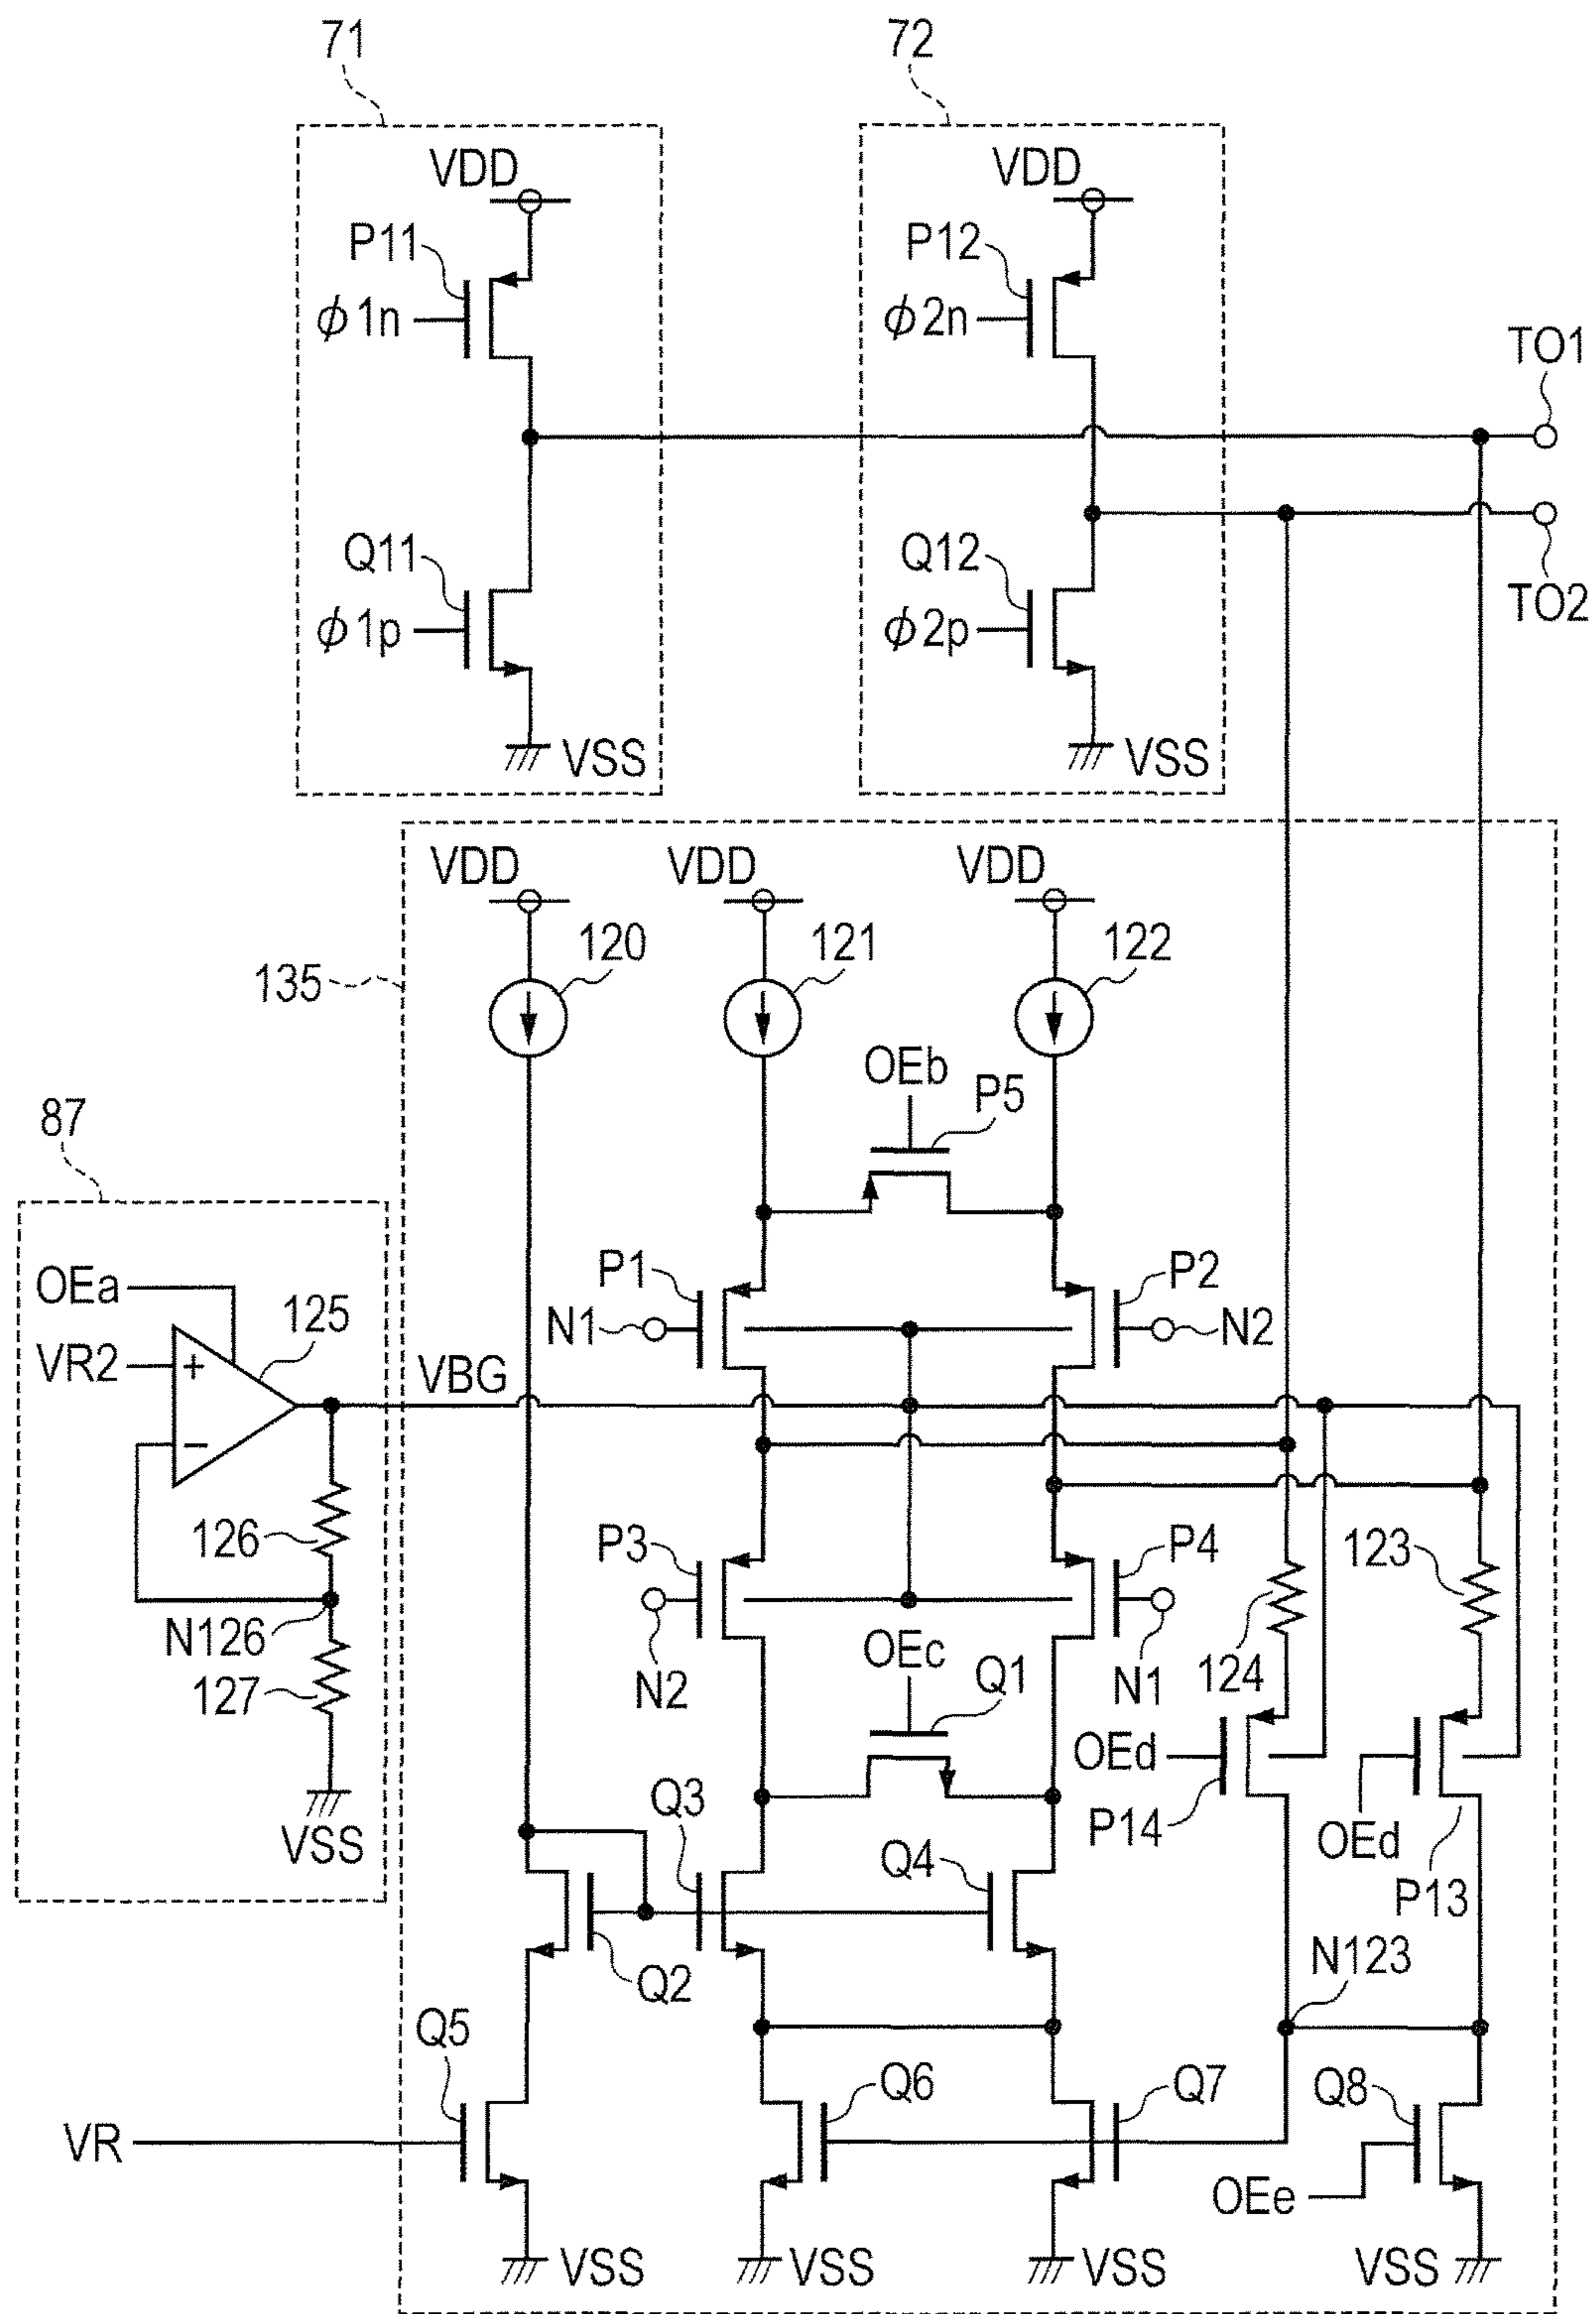 71
72
VDD
VDD
P11
P12
ϕ1n
ϕ2n
TO1
Q11
Q12
TO2
ϕ1p
ϕ2p
VSS
VSS
VDD
VDD
VDD
120
121
122
135
OEb
P5
87
P1
P2
OEa
N1
N2
125
VR2
+
VBG
−
P3
P4
123
126
N126
N2
OEc
Q1
N1
124
127
OEd
Q3
P14
OEd
VSS
Q4
P13
N123
Q2
Q5
Q6
Q7
Q8
VR
OEe
VSS
VSS
VSS
VSS